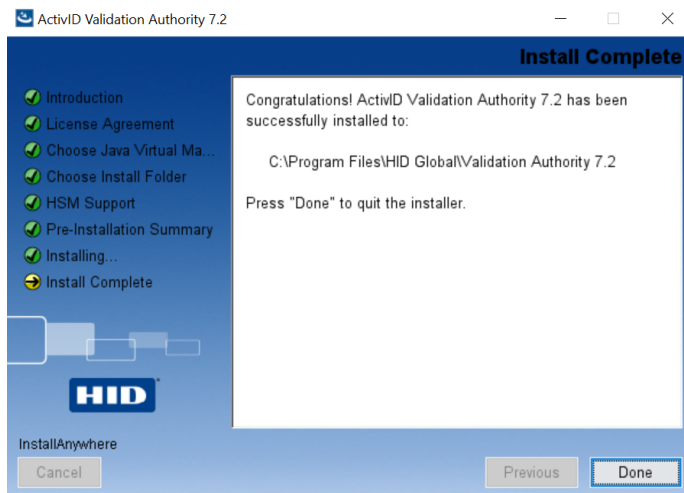 ActivID Validation Authority 7.2
Install Complete
Introduction
License Agreement
Choose Java Virtual Ma...
Choose Install Folder
HSM Support
Pre-Installation Summary
Installing...
Install Complete
Congratulations! ActivID Validation Authority 7.2 has been
successfully installed to:
C:\Program Files\HID Global\Validation Authority 7.2
Press "Done" to quit the installer.
HID
InstallAnywhere
Cancel
Previous
Done